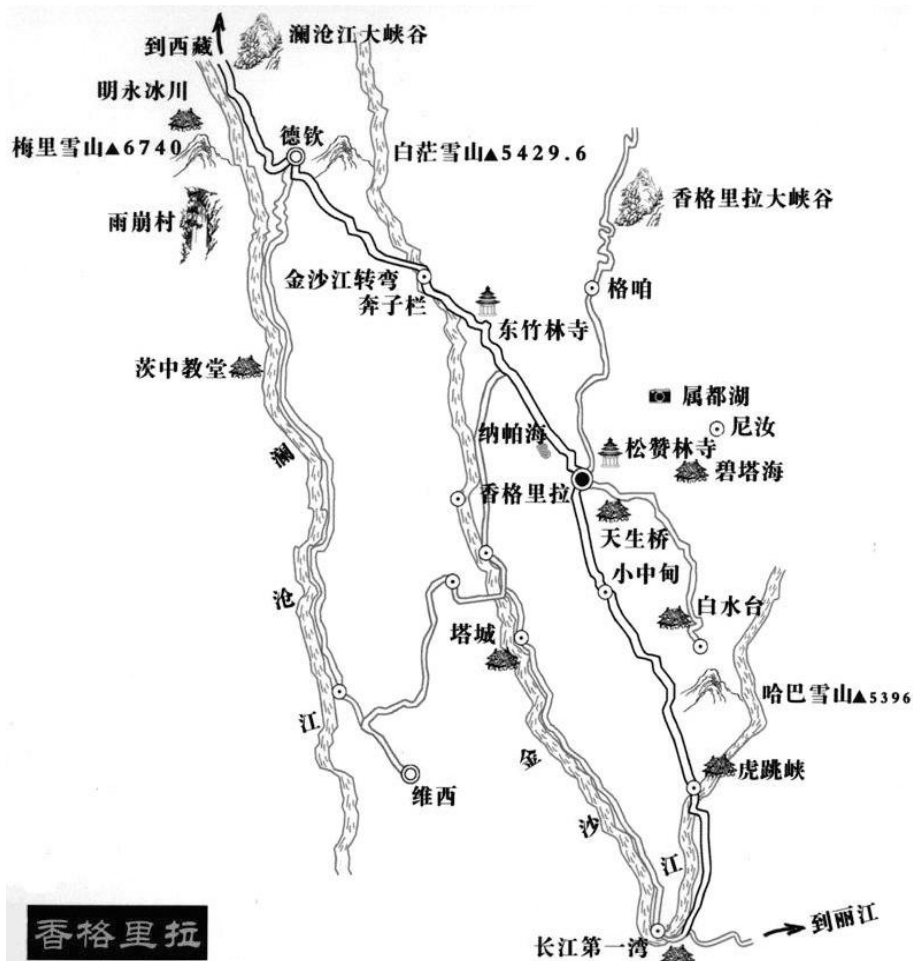 到西藏
澜沧江大峡谷
明永冰川
德钦
梅里雪山▲6740
白茫雪山▲5429.6
雨崩村
香格里拉大峡谷
金沙江转弯
奔子栏
格咱
东竹林寺
茨中教堂
属都湖
尼汝
纳帕海
松赞林寺
碧塔海
香格里拉
天生桥
小中甸
白水台
塔城
哈巴雪山▲5396
虎跳峡
维西
澜沧江
金沙江
长江第一湾
到丽江
香格里拉